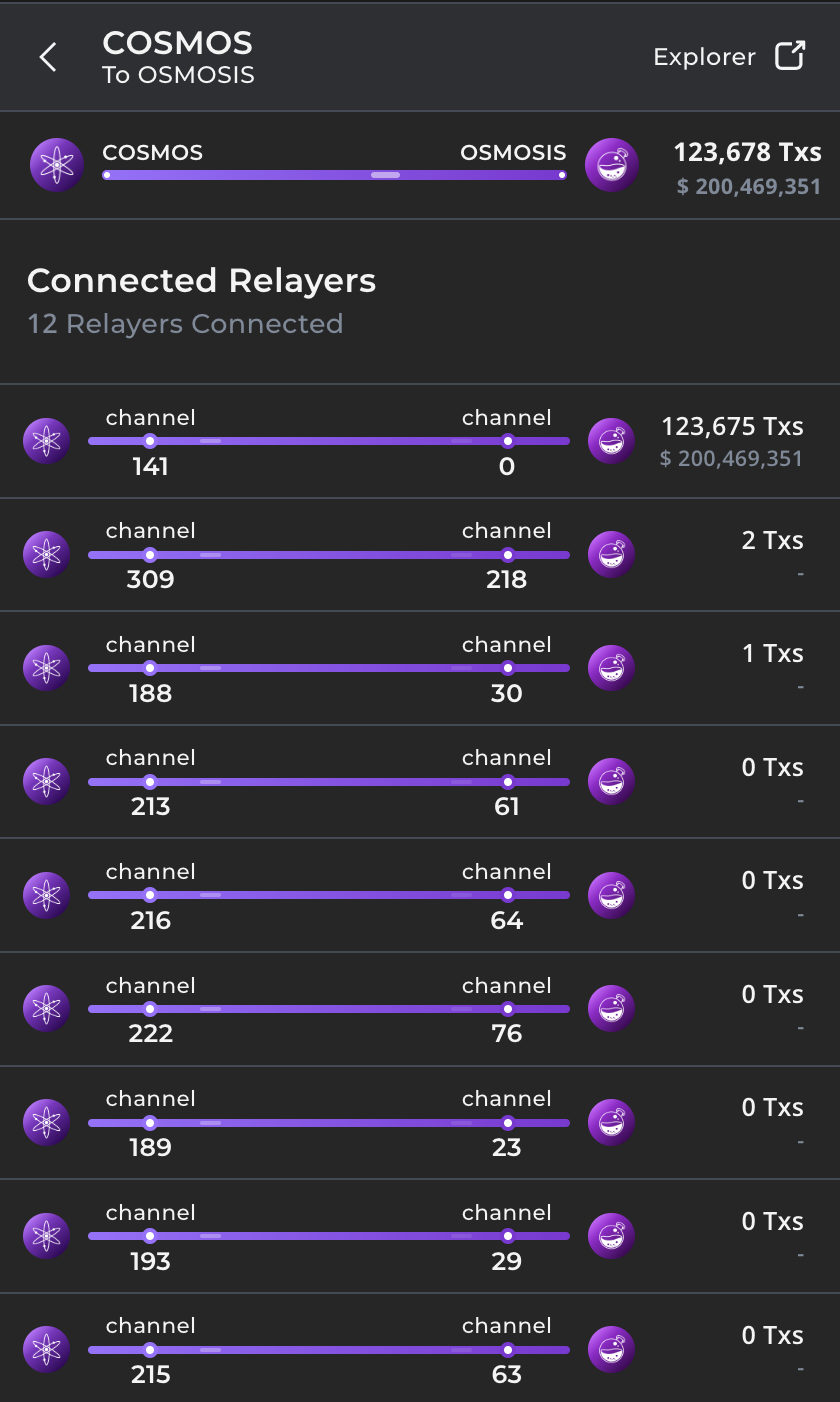 COSMOS
To OSMOSIS
Explorer
COSMOS OSMOSIS 123,678 Txs
$ 200,469,351
Connected Relayers
12 Relayers Connected
channel channel 123,675 Txs
141 0 $ 200,469,351
channel channel 2 Txs
309 218 -
channel channel 1 Txs
188 30 -
channel channel 0 Txs
213 61 -
channel channel 0 Txs
216 64 -
channel channel 0 Txs
222 76 -
channel channel 0 Txs
189 23 -
channel channel 0 Txs
193 29 -
channel channel 0 Txs
215 63 -